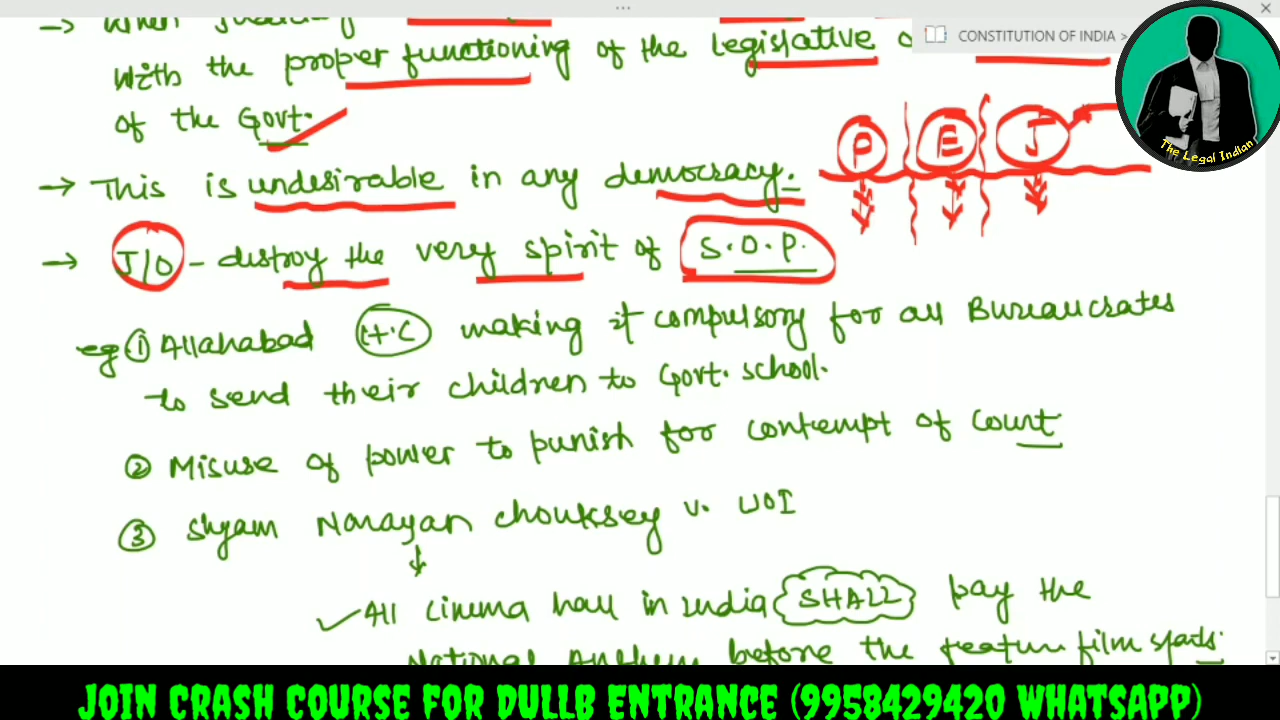 → When
with the proper functioning of the legislative
of the Govt.
CONSTITUTION OF INDIA >
The Legal Indian
P E J
→ This is undesirable in any democracy.
→ J/O - destroy the very spirit of S.O.P.
eg ① Allahabad H.C making it compulsory for all Bureaucrates
to send their children to Govt. school.
② Misuse of power to punish for contempt of court
③ Shyam Narayan Chouksey v. UOI
↓
✓ All cinema hall in India SHALL pay the
National Anthem before the feature film starts.
JOIN CRASH COURSE FOR DULLB ENTRANCE (9958429420 WHATSAPP)